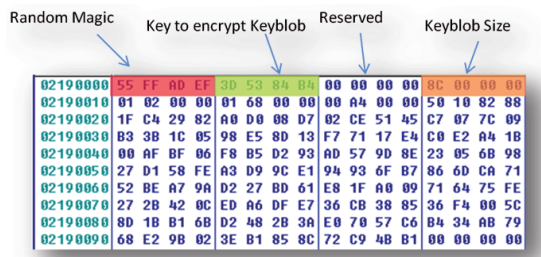 Random Magic
Key to encrypt Keyblob
Reserved
Keyblob Size
02190000 55 FF AD EF 3D 53 84 B4 00 00 00 00 8C 00 00 00
02190010 01 02 00 00 01 68 00 00 00 A4 00 00 50 10 82 88
02190020 1F C4 29 82 A0 D0 08 D7 02 CE 51 45 C7 07 7C 09
02190030 B3 3B 1C 05 98 E5 8D 13 F7 71 17 E4 C0 E2 A4 1B
02190040 00 AF BF 06 F8 B5 D2 93 AD 57 9D 8E 23 05 6B 98
02190050 27 D1 58 FE A3 D9 9C E1 94 93 6F B7 86 6D CA 71
02190060 52 BE A7 9A D2 27 BD 61 E8 1F A0 09 71 64 75 FE
02190070 27 2B 42 0C ED A6 DF E7 36 CB 38 85 36 F4 00 5C
02190080 8D 1B B1 6B D2 48 2B 3A E0 70 57 C6 B4 34 AB 79
02190090 68 E2 9B 02 3E B1 85 8C 72 C9 4B B1 00 00 00 00